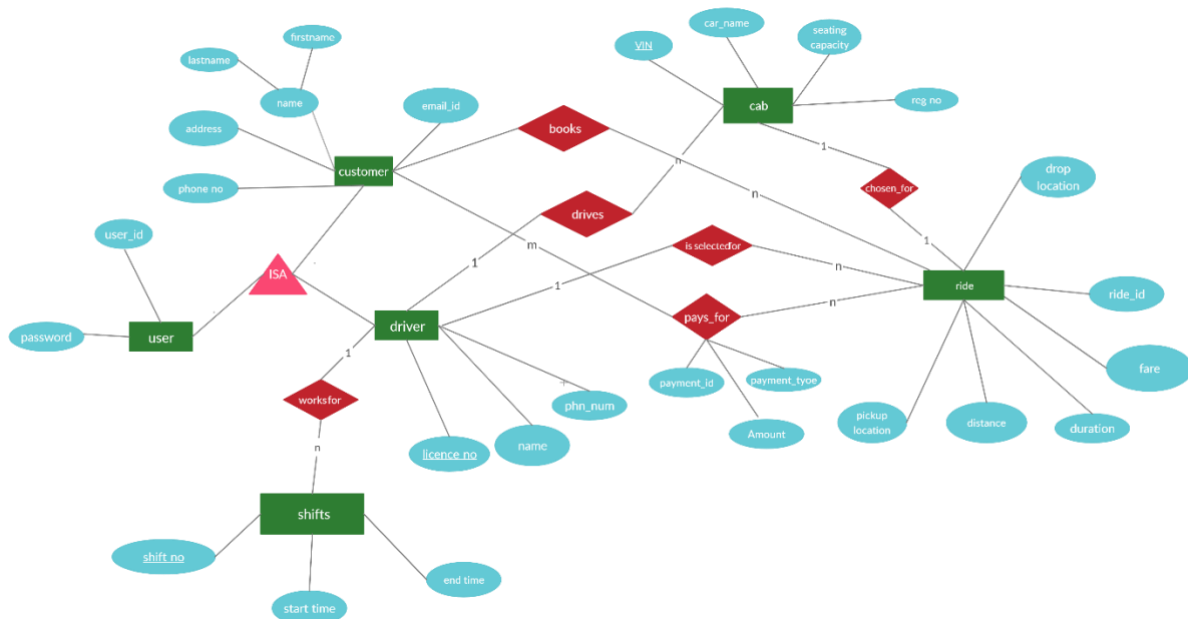 firstname
lastname
name
address
phone no
customer
email_id
books
VIN
car_name
seating
capacity
cab
reg no
n
1
chosen_for
1
n
drop
location
drives
m
is selectedfor
1
1
n
user_id
ISA
password
user
driver
1
worksfor
n
pays_for
n
ride
ride_id
fare
payment_id
payment_tyoe
Amount
pickup
location
distance
duration
phn_num
name
licence no
shifts
shift no
start time
end time